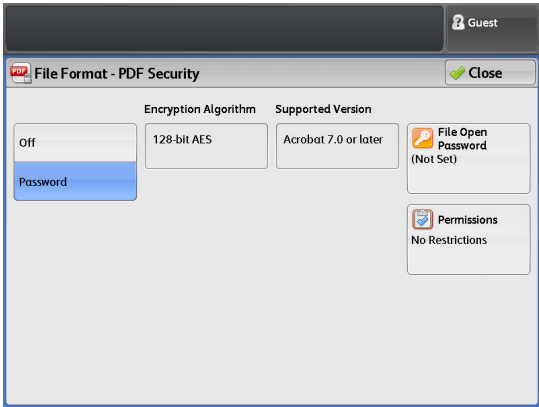 Guest
PDF
File Format - PDF Security
Close
Encryption Algorithm
Supported Version
Off
Password
128-bit AES
Acrobat 7.0 or later
File Open
Password
(Not Set)
Permissions
No Restrictions